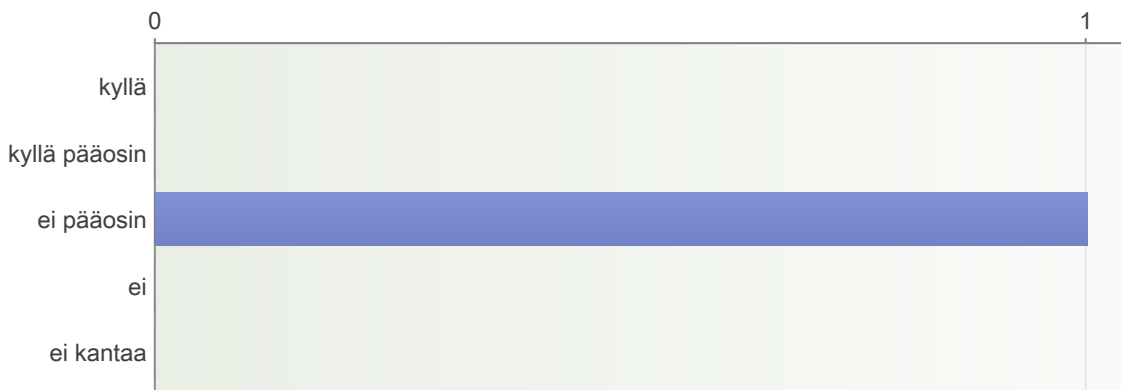 0 1
kyllä
kyllä pääosin
ei pääosin
ei
ei kantaa